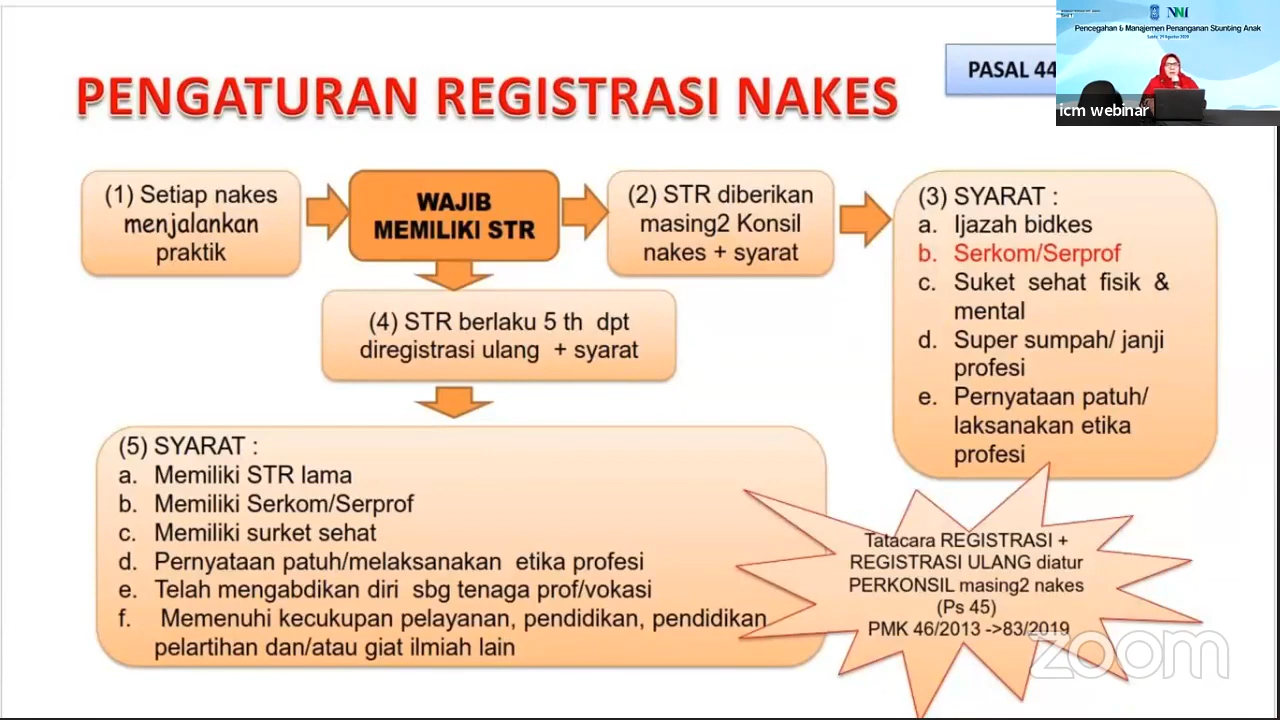 PENGATURAN REGISTRASI NAKES
PASAL 44
Pencegahan & Manajemen Penanganan Stunting Anak
Sabtu, 29 Agustus 2020
icm webinar
(1) Setiap nakes
menjalankan
praktik
WAJIB
MEMILIKI STR
(2) STR diberikan
masing2 Konsil
nakes + syarat
(3) SYARAT :
a. Ijazah bidkes
b. Serkom/Serprof
c. Suket sehat fisik &
mental
d. Super sumpah/ janji
profesi
e. Pernyataan patuh/
laksanakan etika
profesi
(4) STR berlaku 5 th dpt
diregistrasi ulang + syarat
(5) SYARAT :
a. Memiliki STR lama
b. Memiliki Serkom/Serprof
c. Memiliki surket sehat
d. Pernyataan patuh/melaksanakan etika profesi
e. Telah mengabdikan diri sbg tenaga prof/vokasi
f. Memenuhi kecukupan pelayanan, pendidikan, pendidikan
pelartihan dan/atau giat ilmiah lain
Tatacara REGISTRASI +
REGISTRASI ULANG diatur
PERKONSIL masing2 nakes
(Ps 45)
PMK 46/2013 ->83/2019
zoom